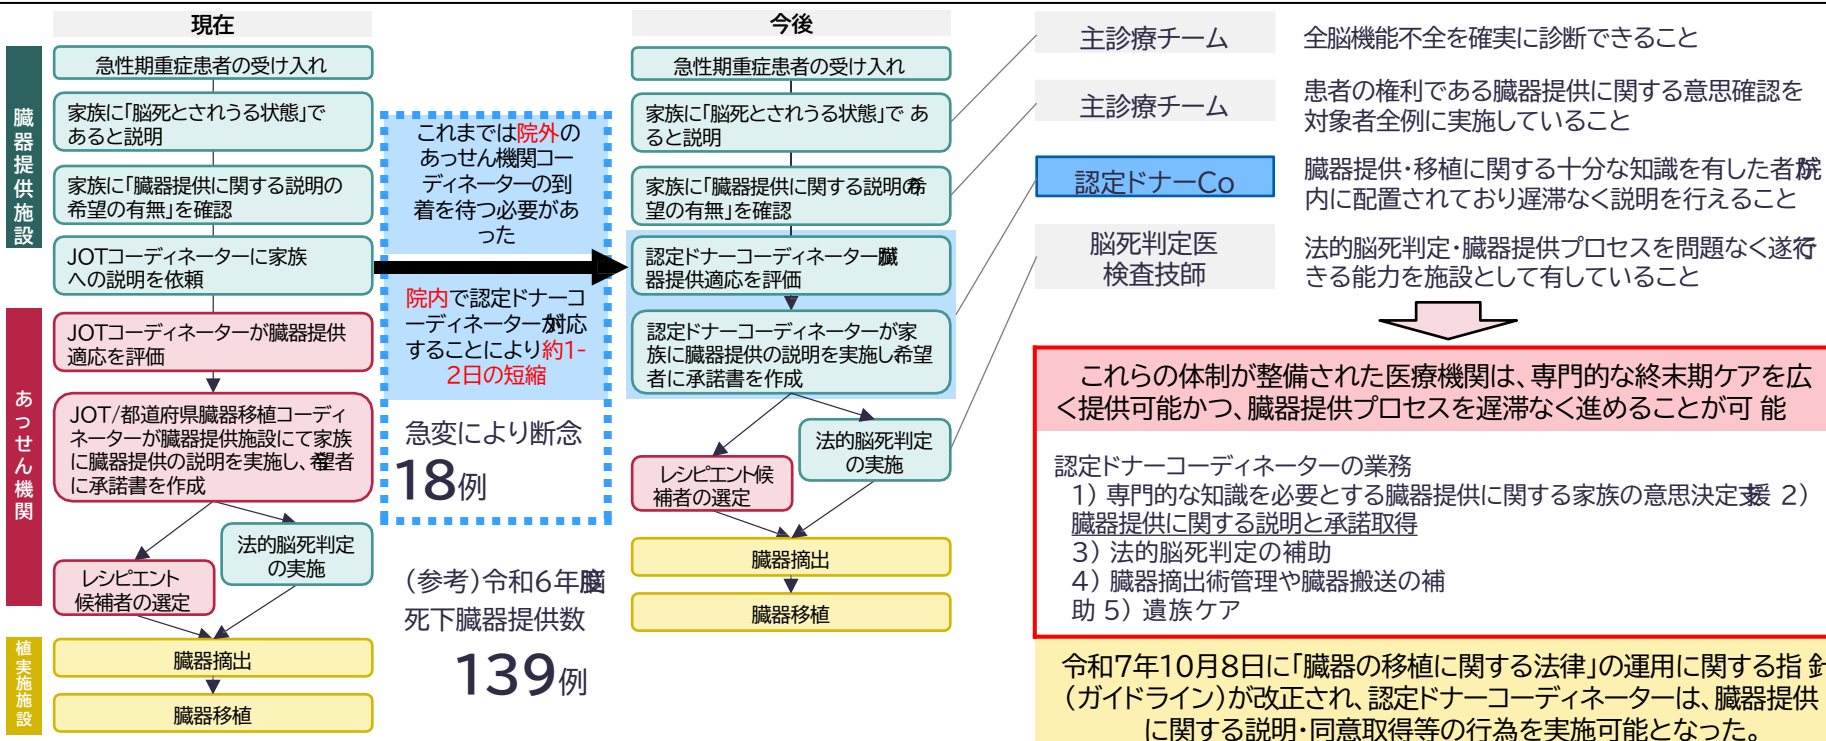 現在
臓器提供施設
急性期重症患者の受け入れ
家族に「脳死とされうる状態」で
あると説明
家族に「臓器提供に関する説明の
希望の有無」を確認
JOTコーディネーターに家族
への説明を依頼
あっせん機関
JOTコーディネーターが臓器提供
適応を評価
JOT/都道府県臓器移植コーディ
ネーターが臓器提供施設にて家族
に臓器提供の説明を実施し、希望者
に承諾書を作成
法的脳死判定
の実施
レシピエント
候補者の選定
植実施施設
臓器摘出
臓器移植
これまでは院外の
あっせん機関コー
ディネーターの到
着を待つ必要があ
った
院内で認定ドナーコ
ーディネーターが対応
することにより約1-
2日の短縮
急変により断念
18例
(参考)令和6年脳
死下臓器提供数
139例
今後
急性期重症患者の受け入れ
家族に「脳死とされうる状態」で あ
ると説明
家族に「臓器提供に関する説明の希
望の有無」を確認
認定ドナーコーディネーターが臓
器提供適応を評価
認定ドナーコーディネーターが家
族に臓器提供の説明を実施し希望
者に承諾書を作成
法的脳死判定
の実施
レシピエント候
補者の選定
臓器摘出
臓器移植
主診療チーム
全脳機能不全を確実に診断できること
主診療チーム
患者の権利である臓器提供に関する意思確認を
対象者全例に実施していること
認定ドナーCo
臓器提供・移植に関する十分な知識を有した者が院
内に配置されており遅滞なく説明を行えること
脳死判定医
検査技師
法的脳死判定・臓器提供プロセスを問題なく遂行で
きる能力を施設として有していること
これらの体制が整備された医療機関は、専門的な終末期ケアを広
く提供可能かつ、臓器提供プロセスを遅滞なく進めることが可 能
認定ドナーコーディネーターの業務
1) 専門的な知識を必要とする臓器提供に関する家族の意思決定支援 2)
臓器提供に関する説明と承諾取得
3) 法的脳死判定の補助
4) 臓器摘出術管理や臓器搬送の補
助 5) 遺族ケア
令和7年10月8日に「臓器の移植に関する法律」の運用に関する指 針
(ガイドライン)が改正され、認定ドナーコーディネーターは、臓器提供
に関する説明・同意取得等の行為を実施可能となった。